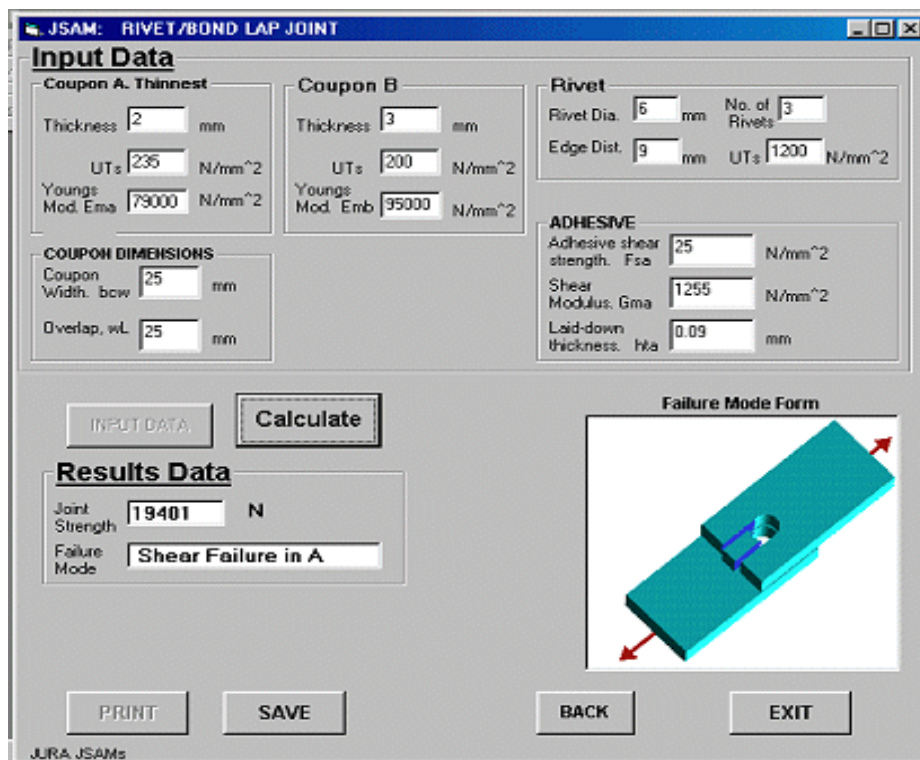 JSAM: RIVET/BOND LAP JOINT
Input Data
Coupon A. Thinnest
Thickness 2 mm
UTs 235 N/mm^2
Youngs
Mod. Ema 79000 N/mm^2
Coupon B
Thickness 3 mm
UTs 200 N/mm^2
Youngs
Mod. Emb 95000 N/mm^2
Rivet
Rivet Dia. 6 mm No. of
Rivets 3
Edge Dist. 9 mm UTs 1200 N/mm^2
COUPON DIMENSIONS
Coupon
Width. bcw 25 mm
Overlap, wL 25 mm
ADHESIVE
Adhesive shear
strength. Fsa 25 N/mm^2
Shear
Modulus. Gma 1255 N/mm^2
Laid-down
thickness. hta 0.09 mm
INPUT DATA
Calculate
Results Data
Joint
Strength 19401 N
Failure
Mode Shear Failure in A
Failure Mode Form
PRINT
SAVE
BACK
EXIT
JURA JSAMs